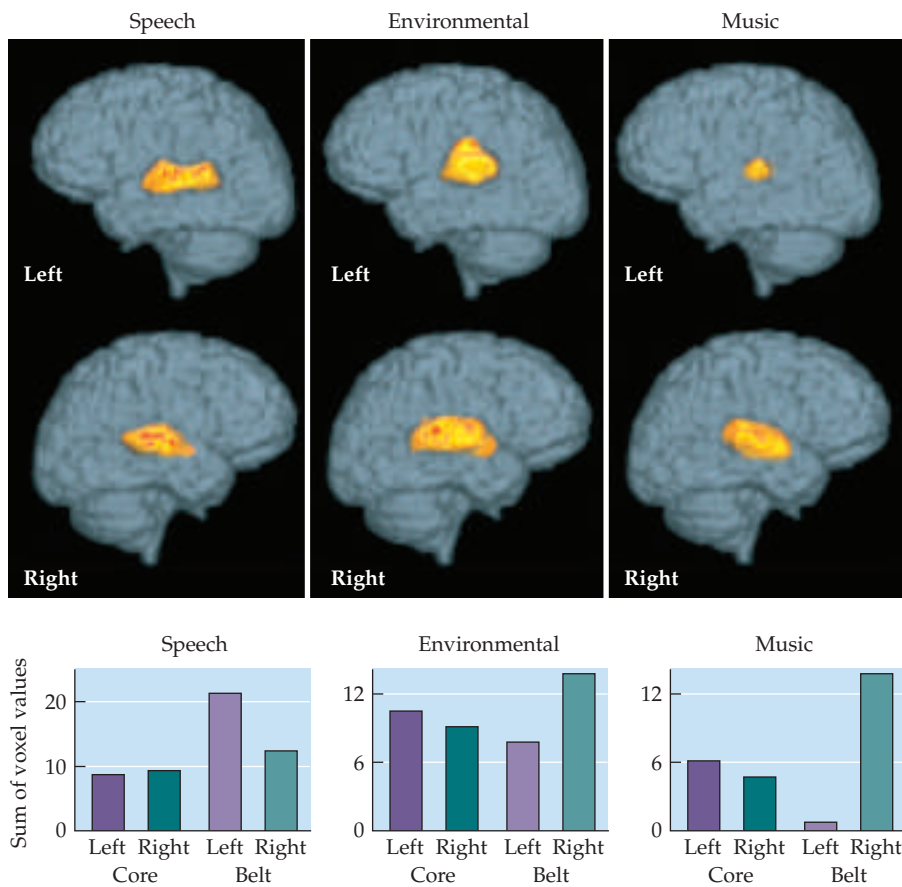 Speech
Environmental
Music
Left
Left
Left
Right
Right
Right
Speech
Environmental
Music
Sum of voxel values
20
10
0
12
6
0
12
6
0
Left Right Left Right
Core Belt
Left Right Left Right
Core Belt
Left Right Left Right
Core Belt